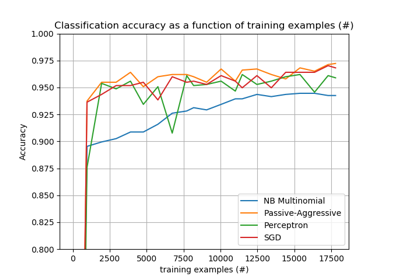 Classification accuracy as a function of training examples (#)
1.000
0.975
0.950
0.925
0.900
0.875
0.850
0.825
0.800
Accuracy
NB Multinomial
Passive-Aggressive
Perceptron
SGD
0 2500 5000 7500 10000 12500 15000 17500
training examples (#)